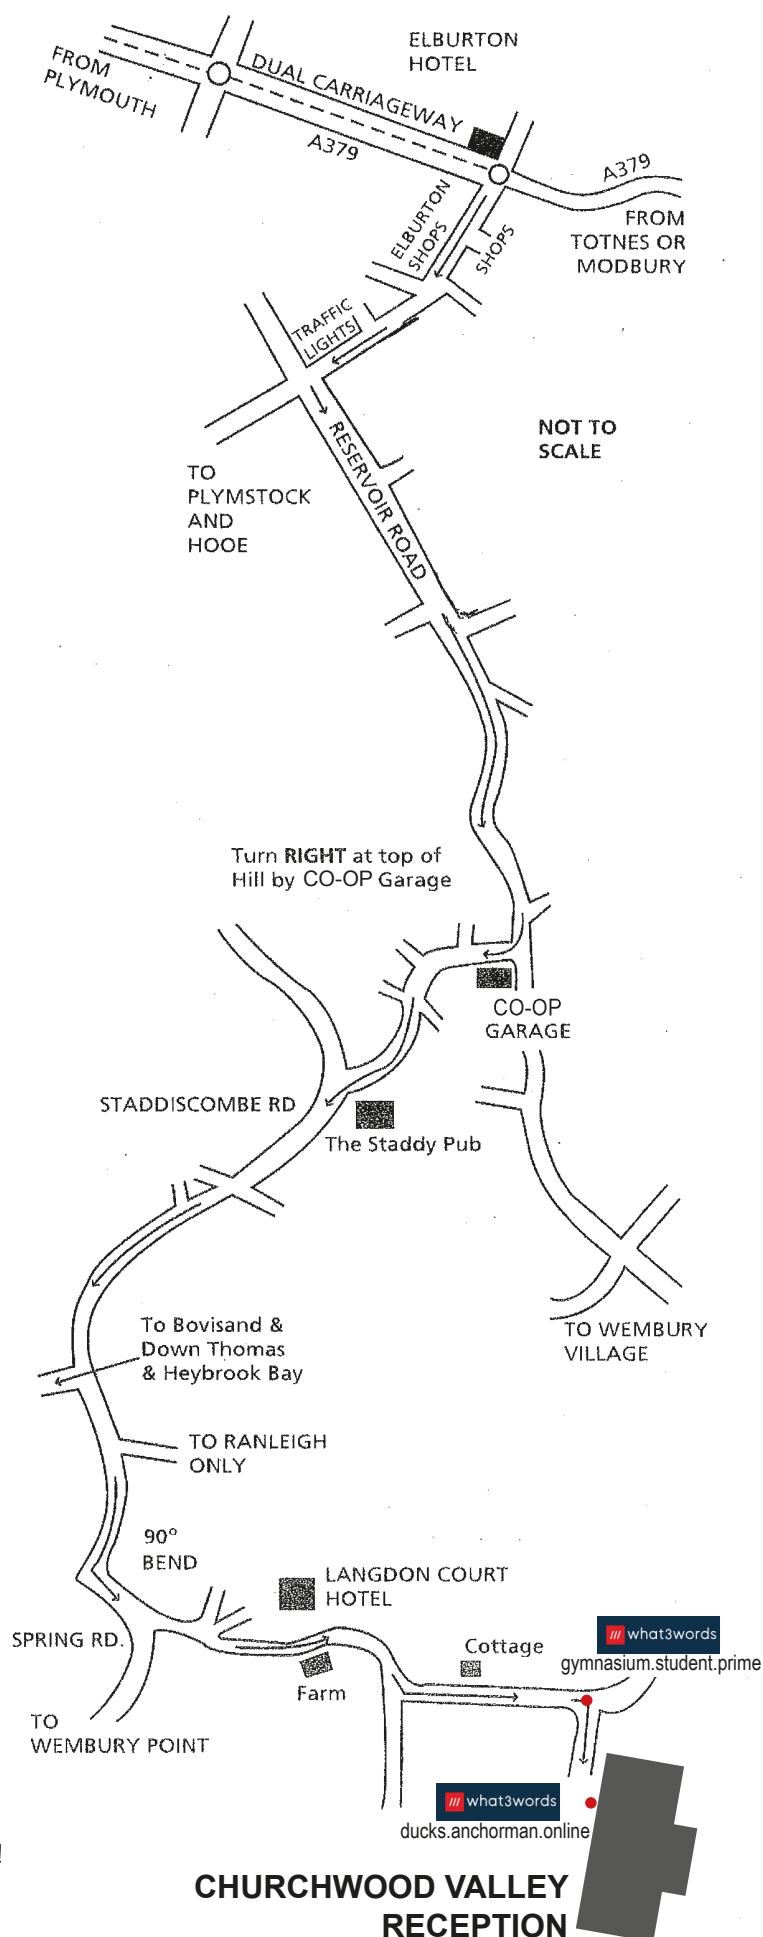 ELBURTON
HOTEL
FROM
PLYMOUTH
DUAL CARRIAGEWAY
A379
A379
FROM
TOTNES OR
MODBURY
ELBURTON
SHOPS
SHOPS
TRAFFIC
LIGHTS
NOT TO
SCALE
RESERVOIR ROAD
TO
PLYMSTOCK
AND
HOOE
Turn RIGHT at top of
Hill by CO-OP Garage
CO-OP
GARAGE
STADDISCOMBE RD
The Staddy Pub
To Bovisand &
Down Thomas
& Heybrook Bay
TO WEMBURY
VILLAGE
TO RANLEIGH
ONLY
90°
BEND
LANGDON COURT
HOTEL
SPRING RD.
Cottage
what3words
gymnasium.student.prime
Farm
TO
WEMBURY POINT
what3words
ducks.anchorman.online
!
CHURCHWOOD VALLEY
RECEPTION